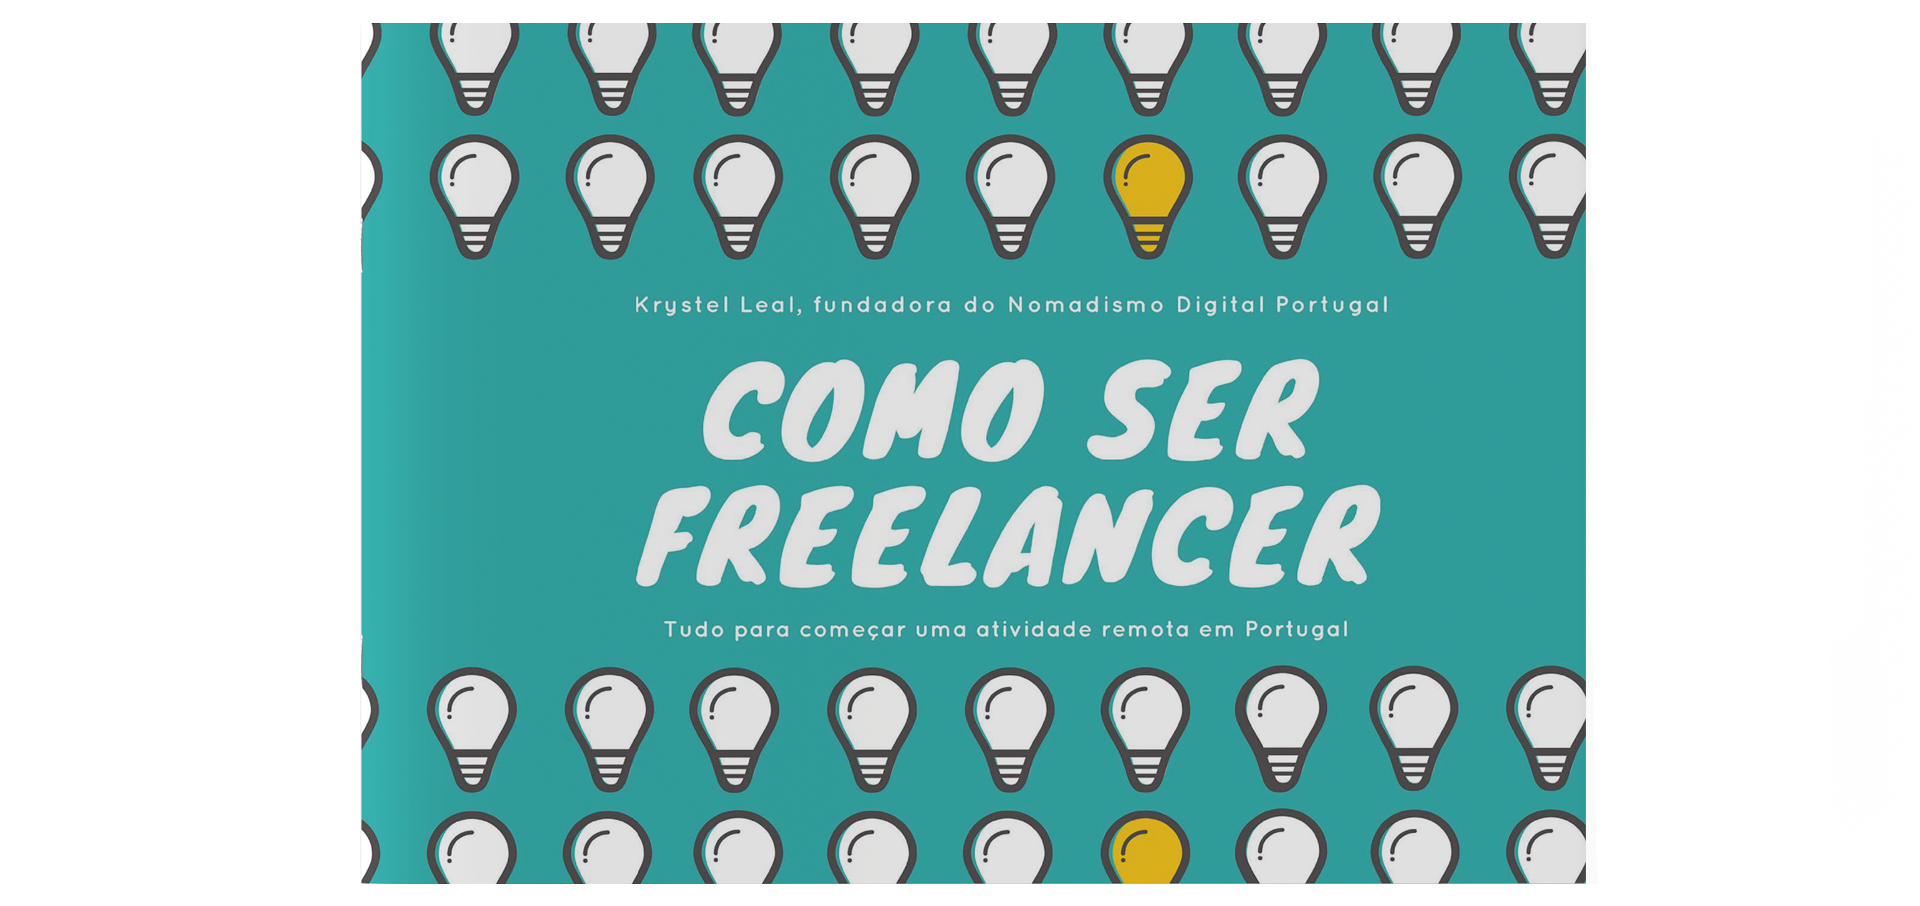 Krystel Leal, fundadora do Nomadismo Digital Portugal
COMO SER
FREELANCER
Tudo para começar uma atividade remota em Portugal